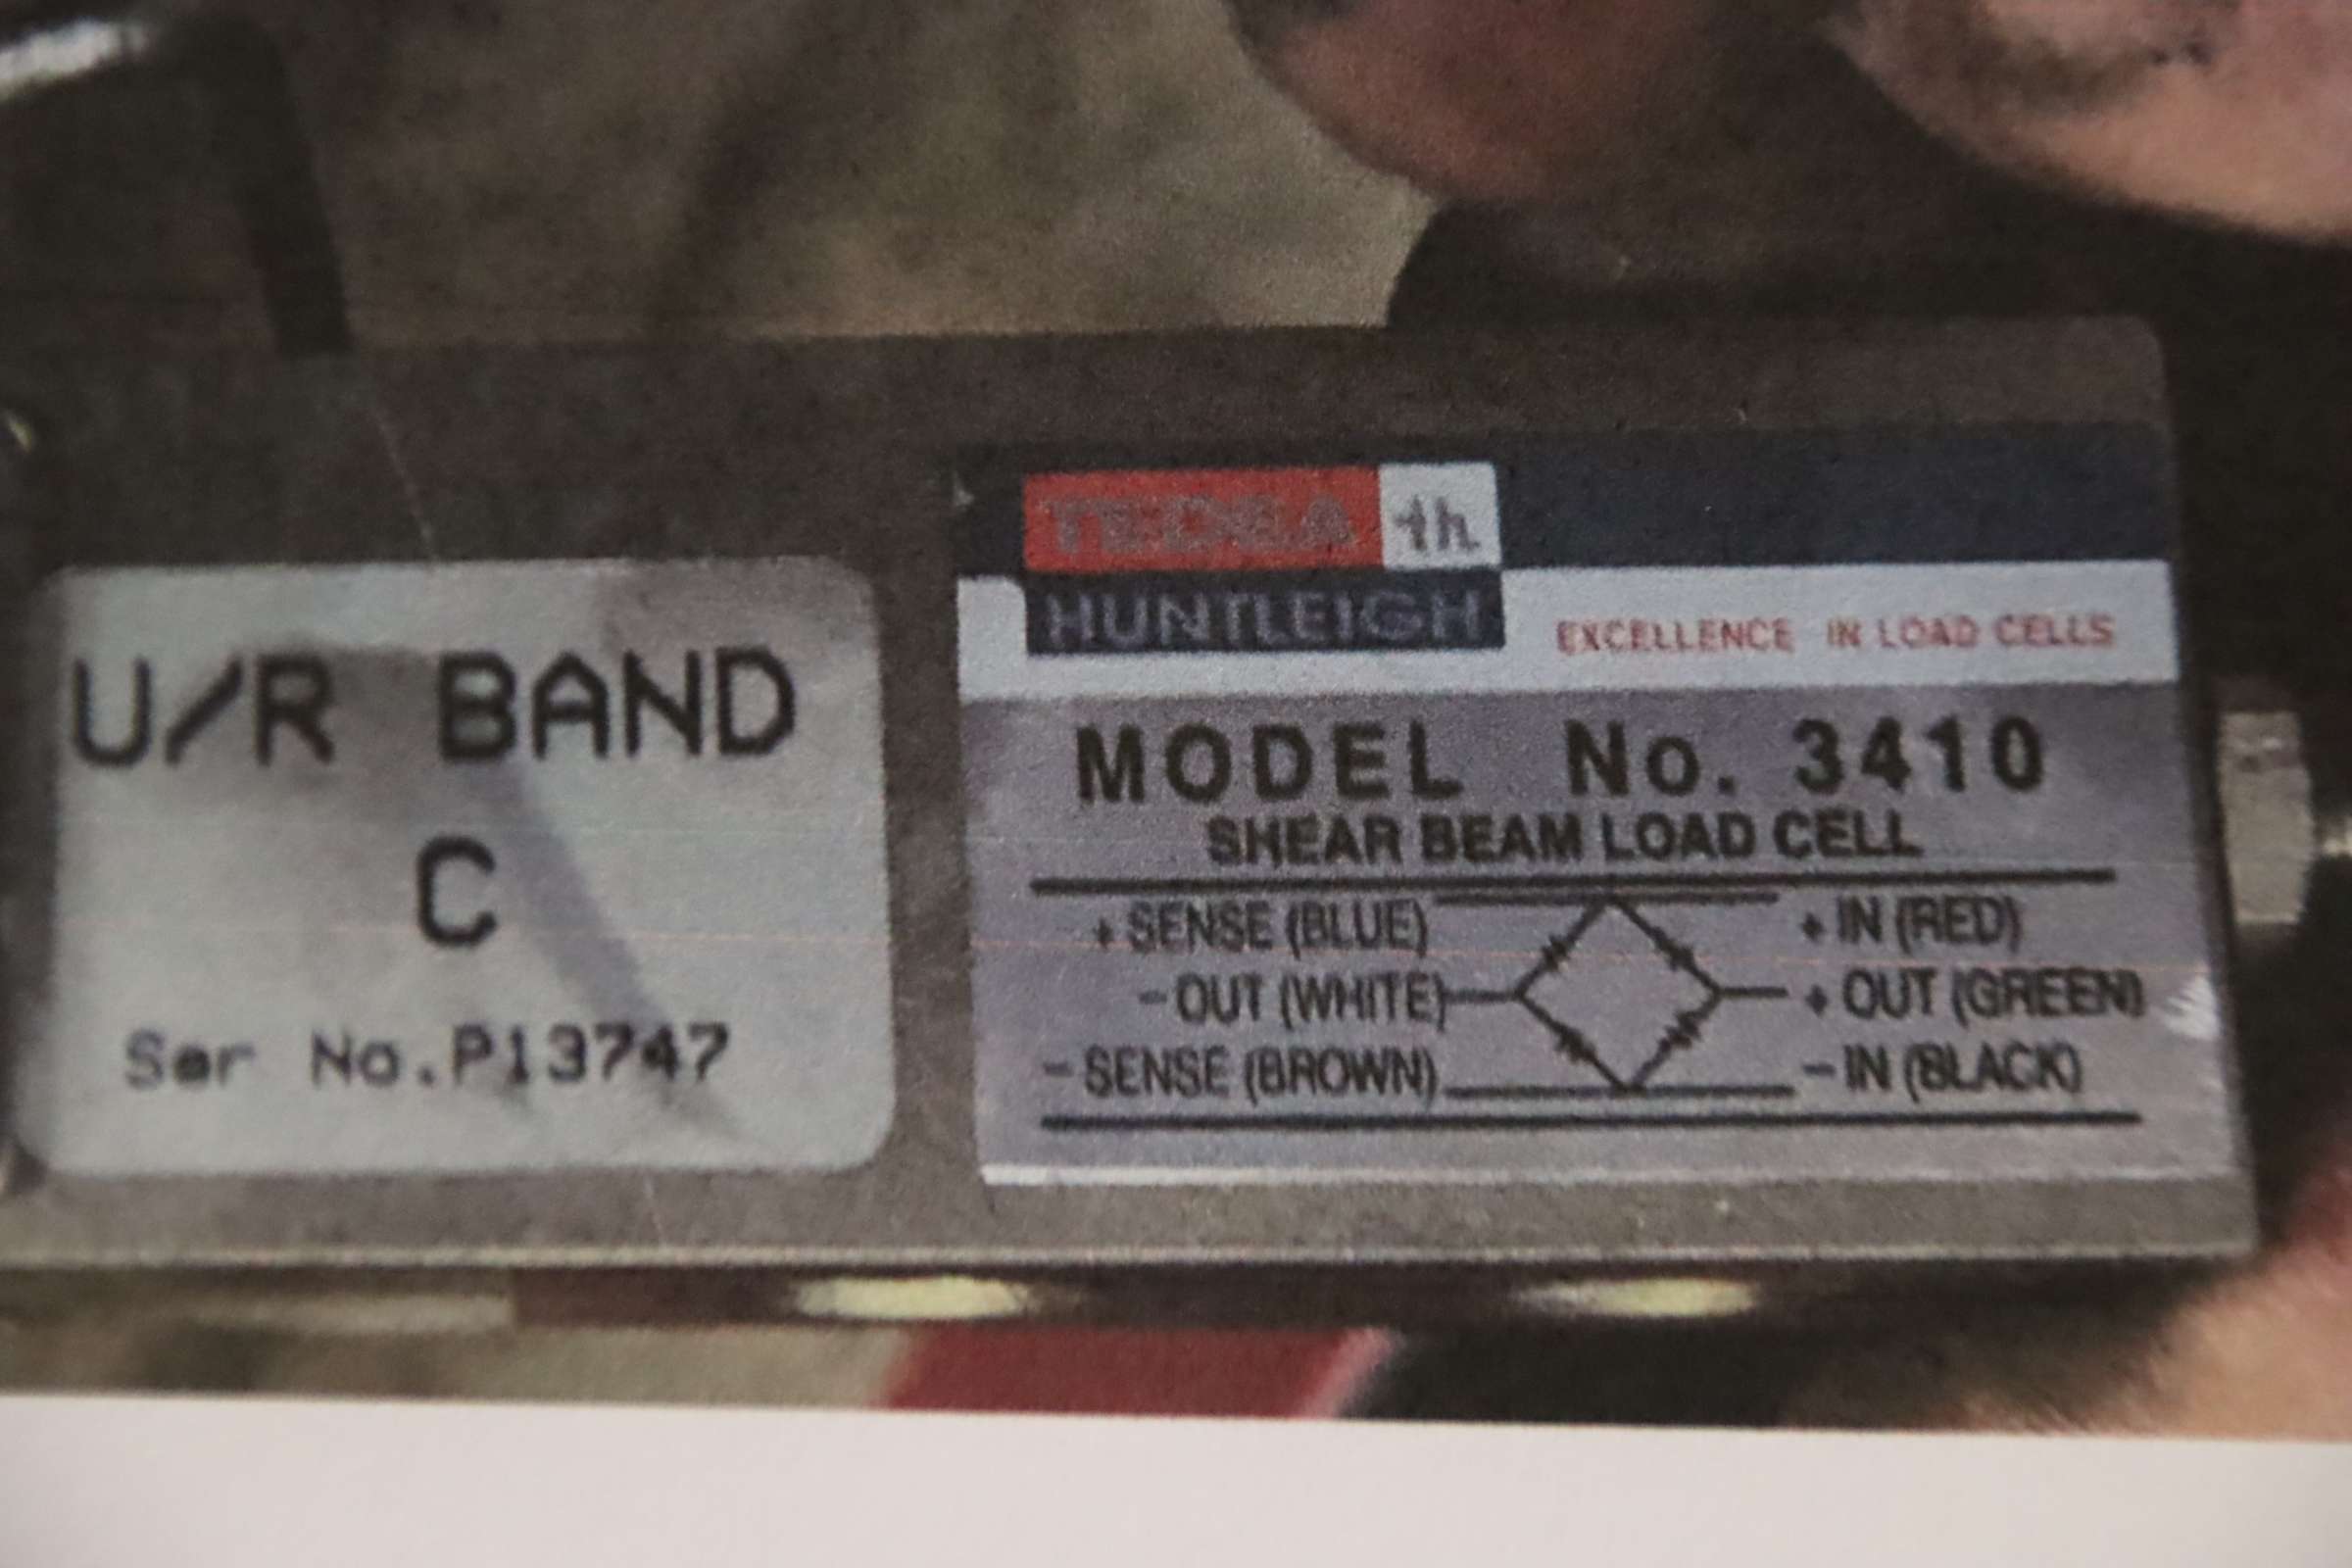 U/R BAND
C
Ser No.P13747
TEDEA th
HUNTLEIGH
EXCELLENCE IN LOAD CELLS
MODEL No. 3410
SHEAR BEAM LOAD CELL
+ SENSE (BLUE) + IN (RED)
- OUT (WHITE) + OUT (GREEN)
- SENSE (BROWN) - IN (BLACK)